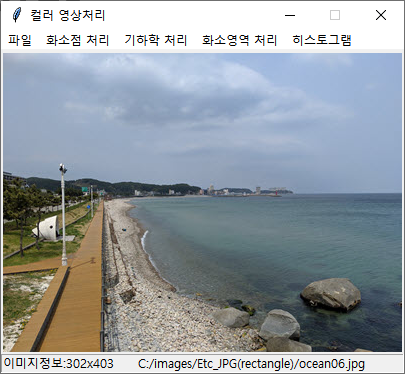 컬러 영상처리
파일 화소점 처리 기하학 처리 화소영역 처리 히스토그램
이미지정보:302x403 C:/images/Etc_JPG(rectangle)/ocean06.jpg